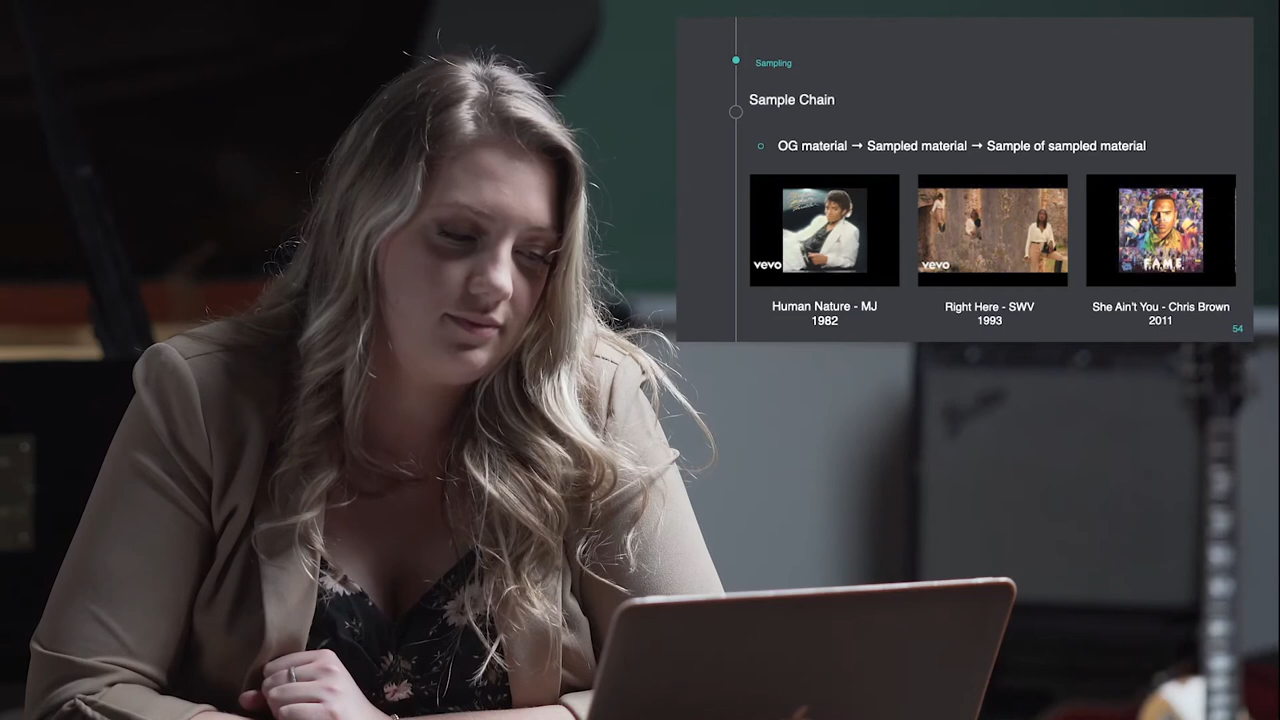 Sampling
Sample Chain
OG material → Sampled material → Sample of sampled material
vevo
vevo
F.A.M.E.
Human Nature - MJ
1982
Right Here - SWV
1993
She Ain't You - Chris Brown
2011
54